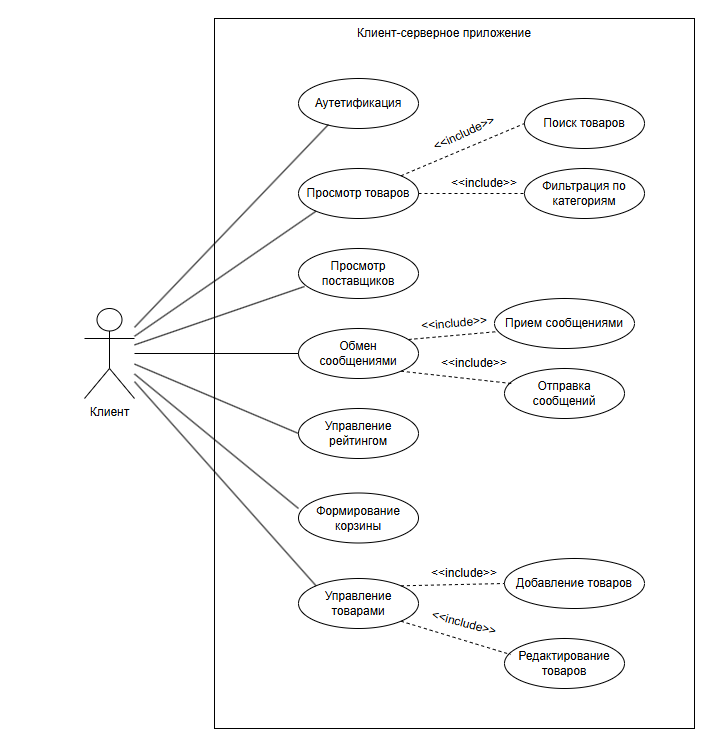 Клиент-серверное приложение
Аутетификация
<<include>>
Поиск товаров
Просмотр товаров
<<include>>
Фильтрация по
категориям
Просмотр
поставщиков
Клиент
Обмен
сообщениями
<<include>>
Прием сообщениями
<<include>>
Отправка
сообщений
Управление
рейтингом
Формирование
корзины
Управление
товарами
<<include>>
Добавление товаров
<<include>>
Редактирование
товаров